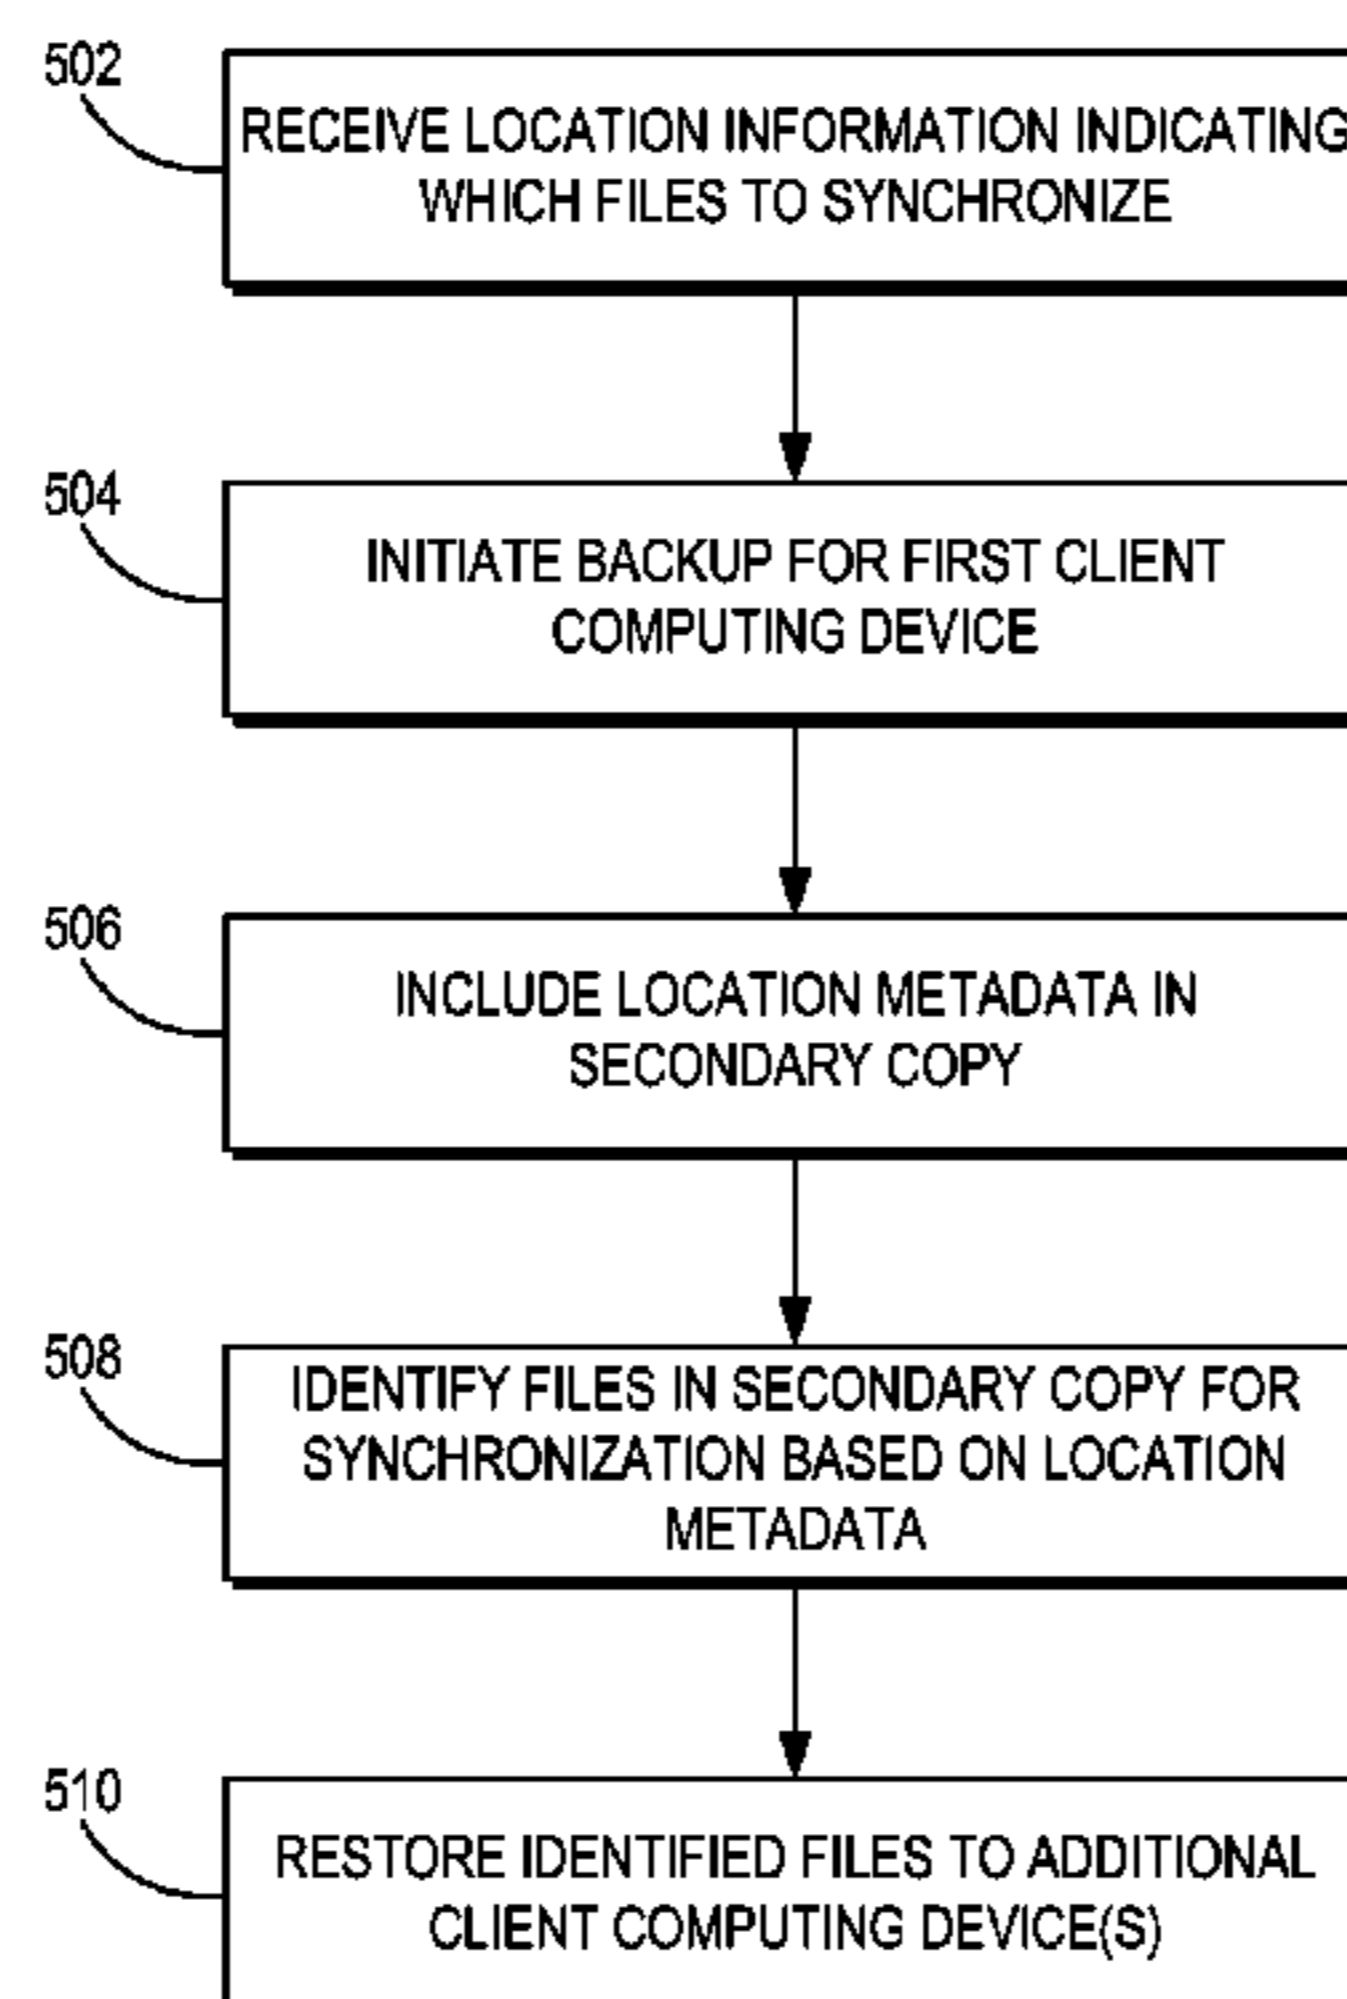 502
RECEIVE LOCATION INFORMATION INDICATING
WHICH FILES TO SYNCHRONIZE
504
INITIATE BACKUP FOR FIRST CLIENT
COMPUTING DEVICE
506
INCLUDE LOCATION METADATA IN
SECONDARY COPY
508
IDENTIFY FILES IN SECONDARY COPY FOR
SYNCHRONIZATION BASED ON LOCATION
METADATA
510
RESTORE IDENTIFIED FILES TO ADDITIONAL
CLIENT COMPUTING DEVICE(S)